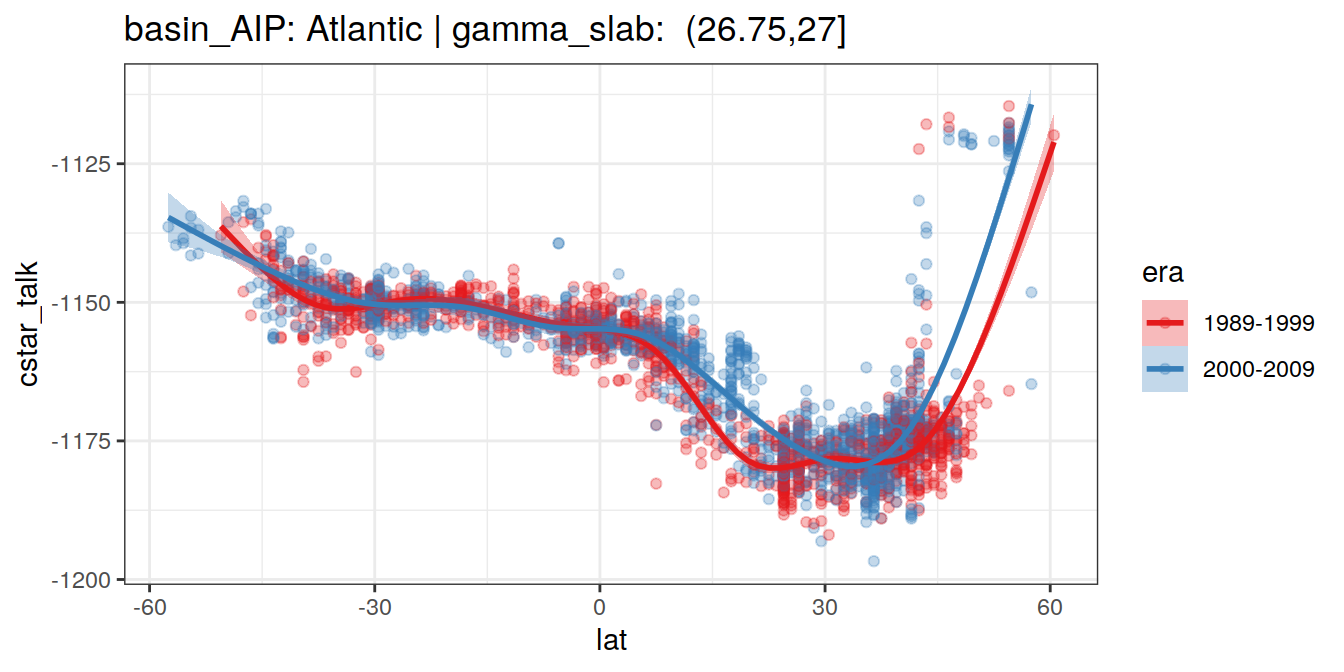 basin_AIP: Atlantic | gamma_slab:  (26.75,27]
cstar_talk
-1125
-1150
-1175
-1200
-60
-30
0
30
60
lat
era
1989-1999
2000-2009